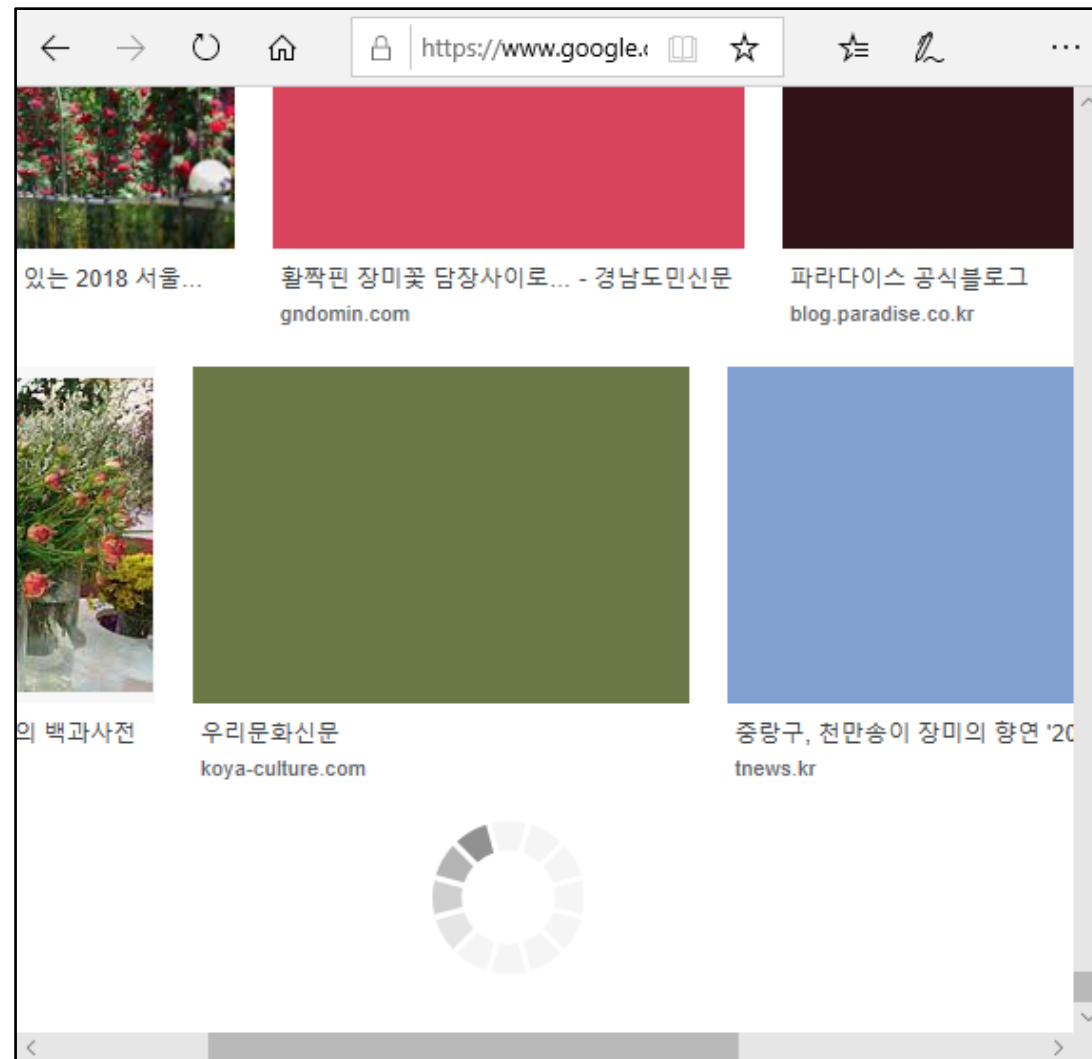 https://www.google.c
있는 2018 서울...
활짝핀 장미꽃 담장사이로... - 경남도민신문
gndomin.com
파라다이스 공식블로그
blog.paradise.co.kr
의 백과사전
우리문화신문
koya-culture.com
중랑구, 천만송이 장미의 향연 '20
tnews.kr